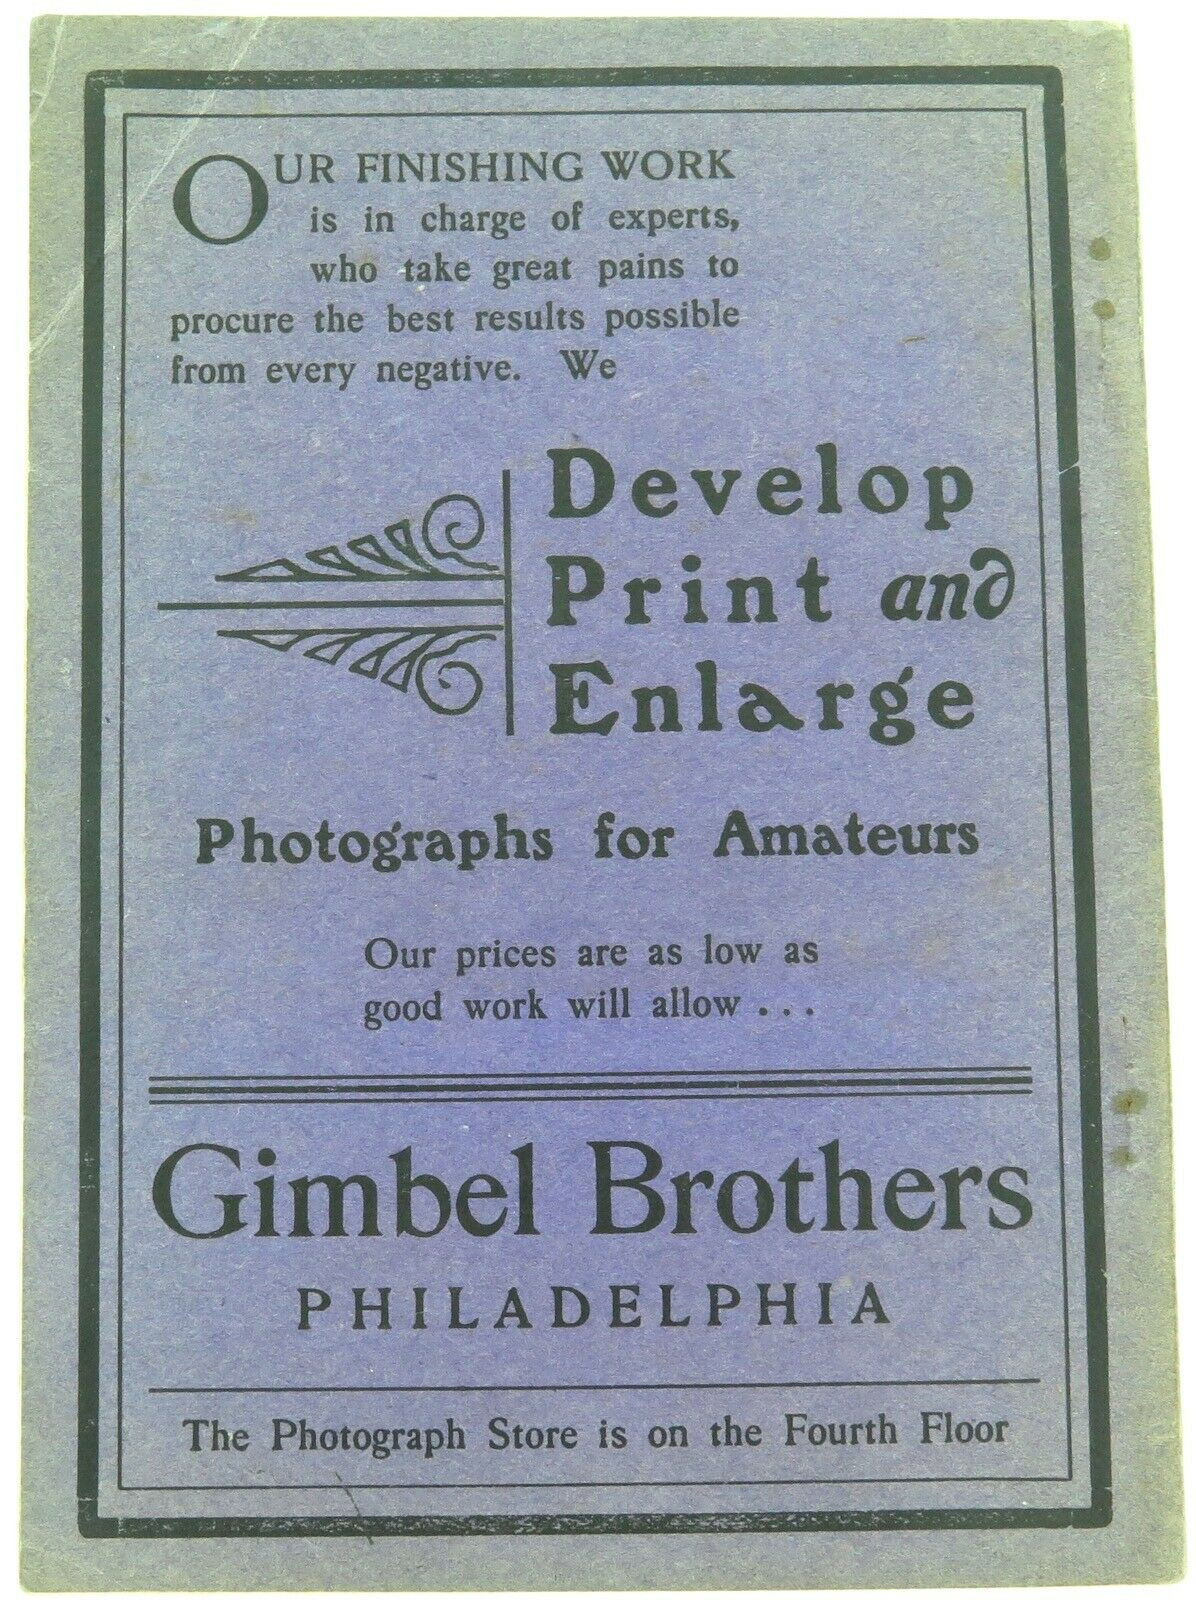 OUR FINISHING WORK
is in charge of experts,
who take great pains to
procure the best results possible
from every negative. We
Develop
Print and
Enlarge
Photographs for Amateurs
Our prices are as low as
good work will allow . . .
Gimbel Brothers
PHILADELPHIA
The Photograph Store is on the Fourth Floor